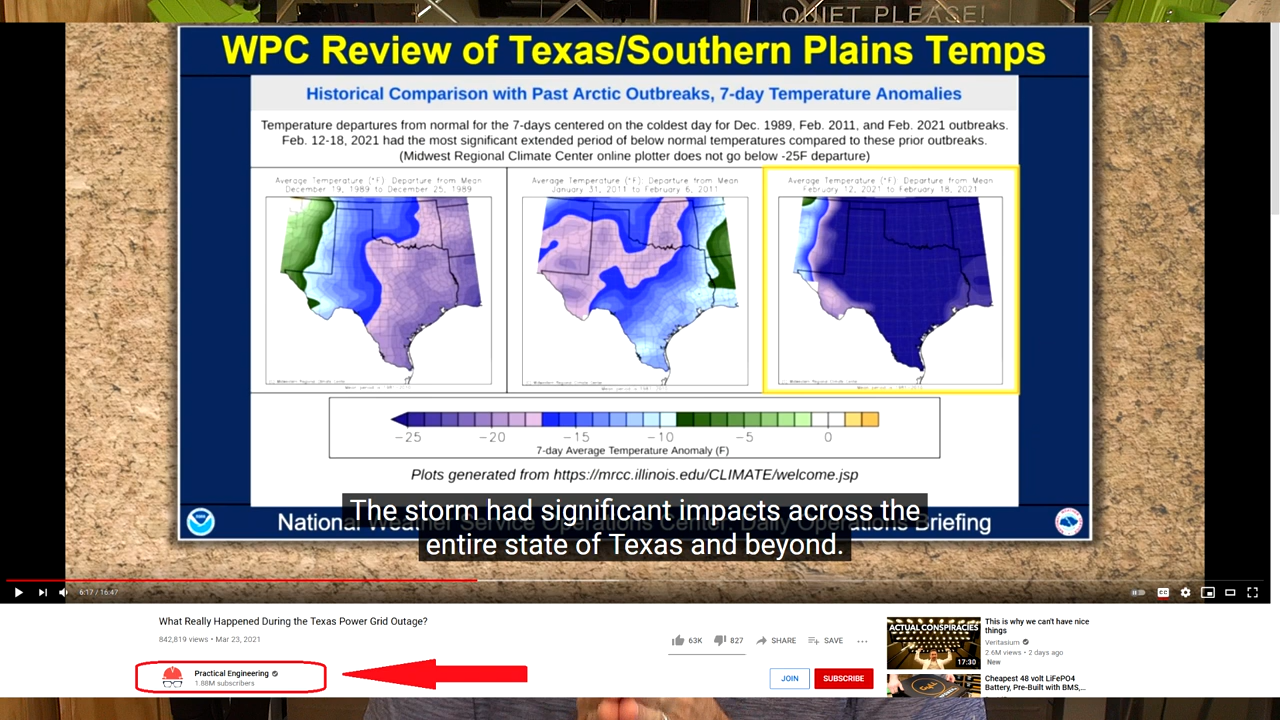 QUIET PLEASE!
WPC Review of Texas/Southern Plains Temps
Historical Comparison with Past Arctic Outbreaks, 7-day Temperature Anomalies
Temperature departures from normal for the 7-days centered on the coldest day for Dec. 1989, Feb. 2011, and Feb. 2021 outbreaks.
Feb. 12-18, 2021 had the most significant extended period of below normal temperatures compared to these prior outbreaks.
(Midwest Regional Climate Center online plotter does not go below -25F departure)
Average Temperature (°F) Departure from Mean
December 19, 1989 to December 25, 1989
Average Temperature (°F): Departure from Mean
January 31, 2011 to February 6, 2011
Average Temperature (°F) Departure from Mean
February 12, 2021 to February 18, 2021
-25 -20 -15 -10 -5 0
7-day Average Temperature Anomaly (F)
Plots generated from https://mrcc.illinois.edu/CLIMATE/welcome.jsp
The storm had significant impacts across the
National Weather Service Operations Center: Daily Operations Briefing
entire state of Texas and beyond.
6:17 / 16:47
What Really Happened During the Texas Power Grid Outage?
842,819 views • Mar 23, 2021
63K 827 SHARE SAVE
Practical Engineering
1.88M subscribers
JOIN SUBSCRIBE
ACTUAL CONSPIRACIES
17:30
This is why we can't have nice
things
Veritasium
2.6M views • 2 days ago
New
Cheapest 48 volt LiFePO4
Battery, Pre-Built with BMS,...